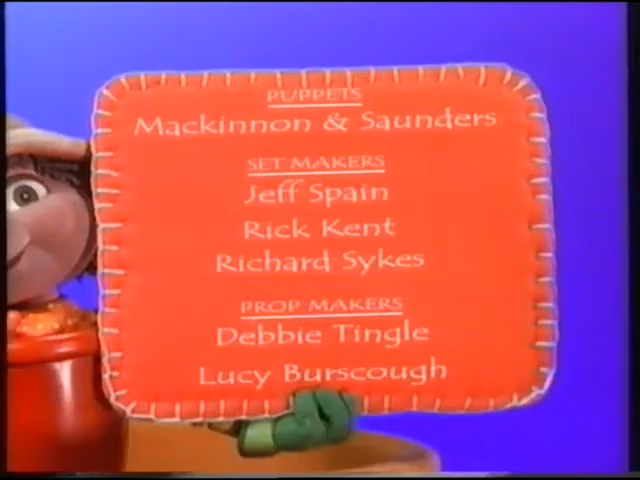 PUPPETS
Mackinnon & Saunders
SET MAKERS
Jeff Spain
Rick Kent
Richard Sykes
PROP MAKERS
Debbie Tingle
Lucy Burscough